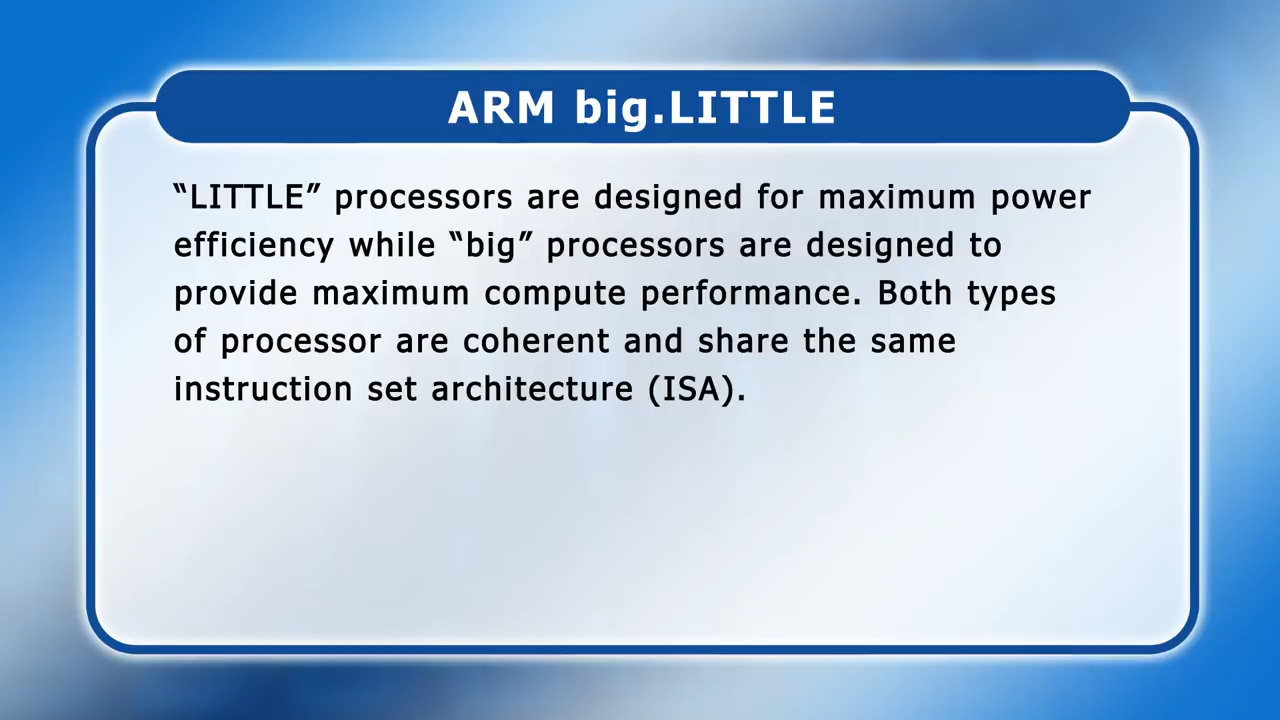 ARM big.LITTLE
“LITTLE” processors are designed for maximum power
efficiency while “big” processors are designed to
provide maximum compute performance. Both types
of processor are coherent and share the same
instruction set architecture (ISA).